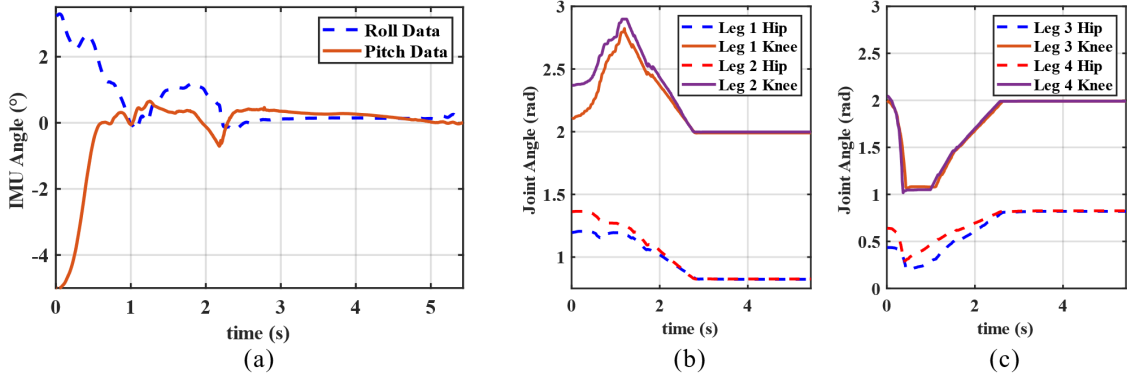 2
0
-2
-4
IMU Angle (°)
0
1
2
3
4
5
time (s)
Roll Data
Pitch Data
(a)
3
2.5
2
1.5
1
Joint Angle (rad)
0
2
4
time (s)
Leg 1 Hip
Leg 1 Knee
Leg 2 Hip
Leg 2 Knee
(b)
3
2.5
2
1.5
1
0.5
0
Joint Angle (rad)
0
2
4
time (s)
Leg 3 Hip
Leg 3 Knee
Leg 4 Hip
Leg 4 Knee
(c)